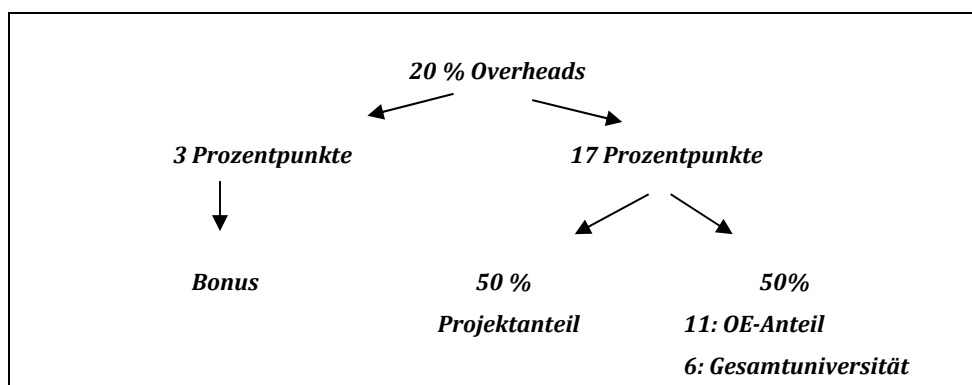 20 % Overheads
3 Prozentpunkte 17 Prozentpunkte
Bonus 50 % 50%
Projektanteil 11: OE-Anteil
6: Gesamtuniversität